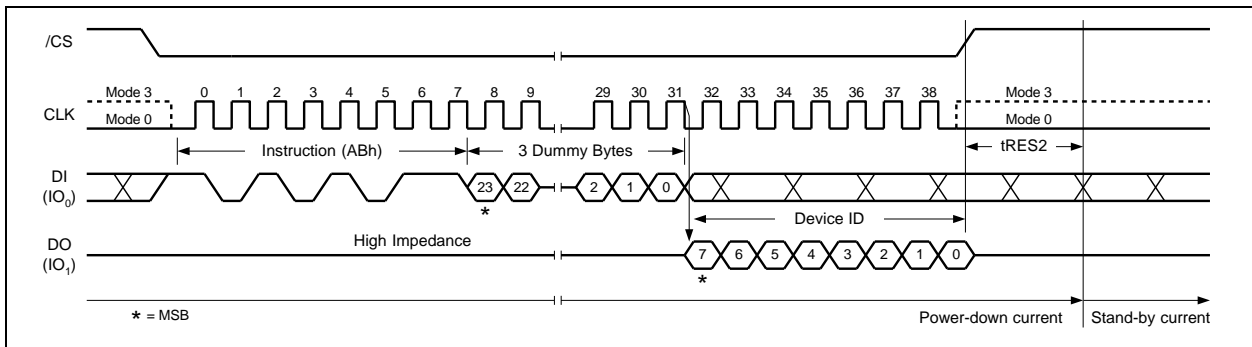 /CS
0 1 2 3 4 5 6 7 8 9 29 30 31 32 33 34 35 36 37 38
Mode 3 Mode 3
CLK
Mode 0 Mode 0
Instruction (ABh) 3 Dummy Bytes tRES2
DI
(IO0)
23 22 2 1 0
*
Device ID
DO
(IO1)
High Impedance
7 6 5 4 3 2 1 0
*
* = MSB
Power-down current Stand-by current